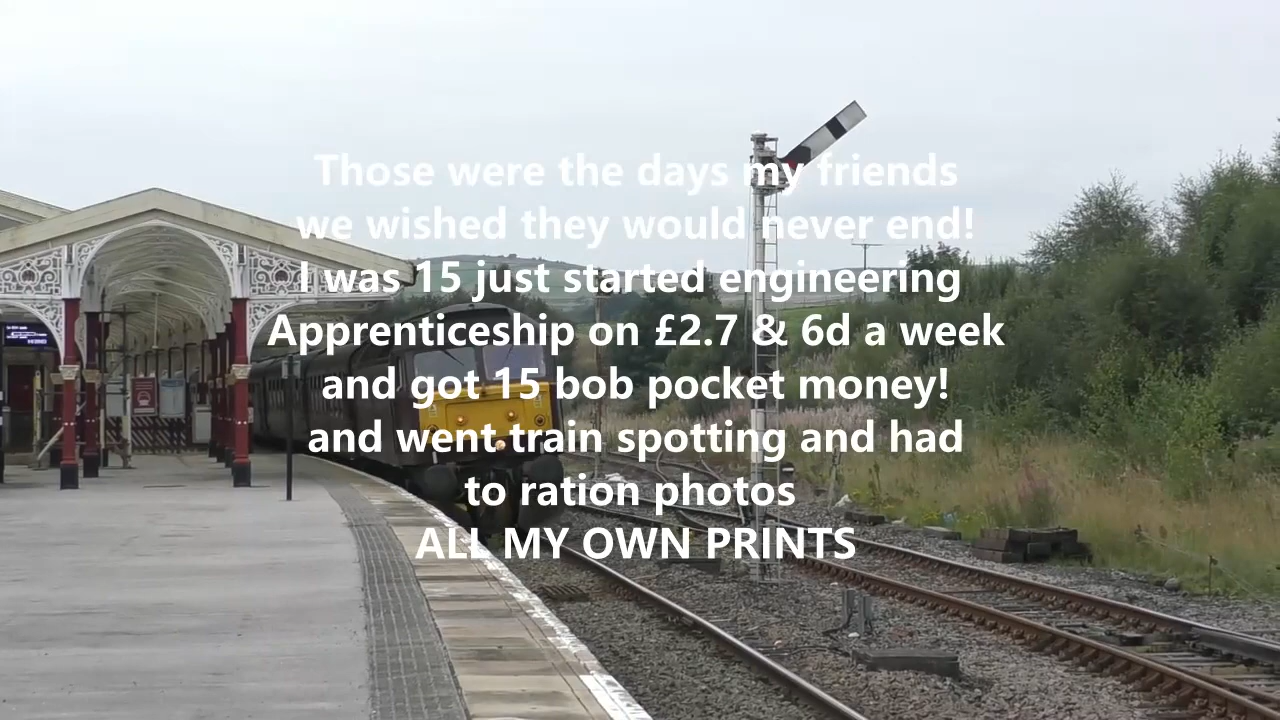 Those were the days my friends
we wished they would never end!
I was 15 just started engineering
Apprenticeship on £2.7 & 6d a week
and got 15 bob pocket money!
and went train spotting and had
to ration photos
ALL MY OWN PRINTS